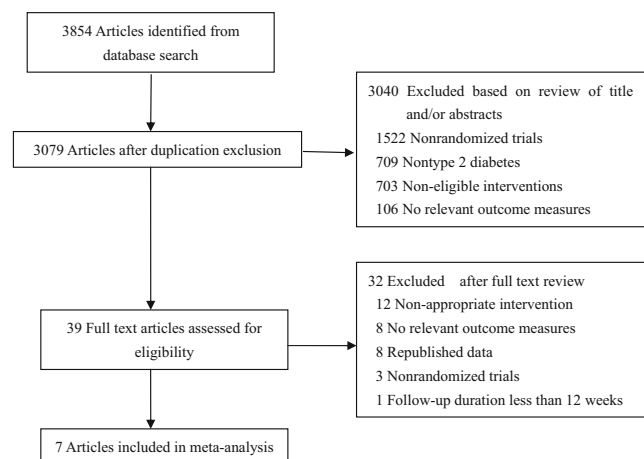 3854 Articles identified from
database search
3040 Excluded based on review of title
and/or abstracts
1522 Nonrandomized trials
709 Nontype 2 diabetes
703 Non-eligible interventions
106 No relevant outcome measures
3079 Articles after duplication exclusion
32 Excluded after full text review
12 Non-appropriate intervention
8 No relevant outcome measures
8 Republished data
3 Nonrandomized trials
1 Follow-up duration less than 12 weeks
39 Full text articles assessed for
eligibility
7 Articles included in meta-analysis